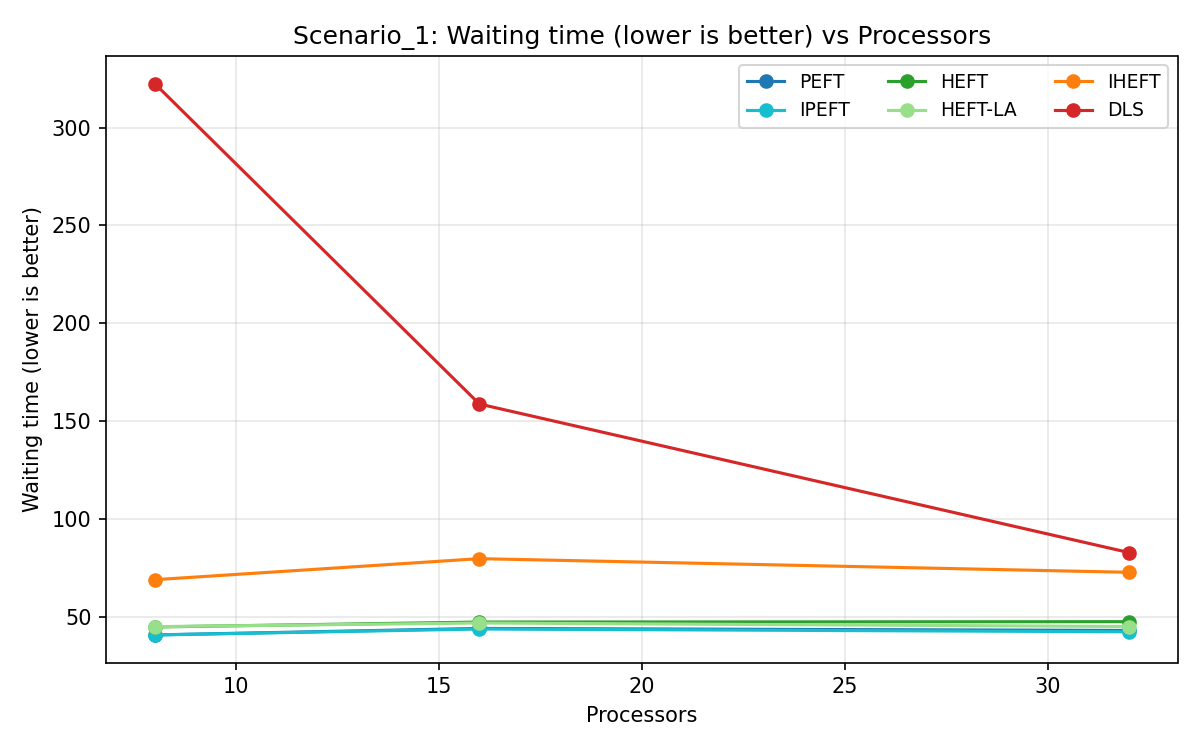 Scenario_1: Waiting time (lower is better) vs Processors
PEFT HEFT IHEFT
IPEFT HEFT-LA DLS
Waiting time (lower is better)
300
250
200
150
100
50
10 15 20 25 30
Processors